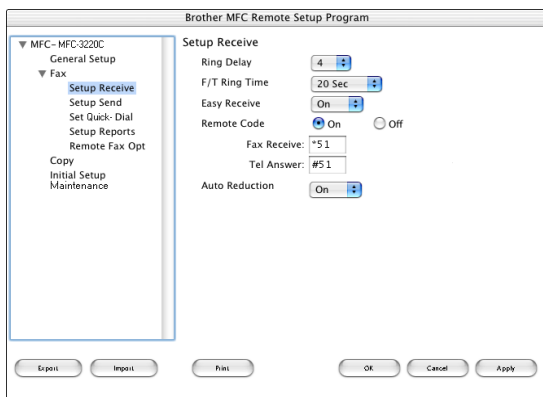 Brother MFC Remote Setup Program
MFC- MFC-3220C
General Setup
Fax
Setup Receive
Setup Send
Set Quick- Dial
Setup Reports
Remote Fax Opt
Copy
Initial Setup
Maintenance
Setup Receive
Ring Delay 4
F/T Ring Time 20 Sec
Easy Receive On
Remote Code On Off
Fax Receive: *51
Tel Answer: #51
Auto Reduction On
Export Import Print OK Cancel Apply